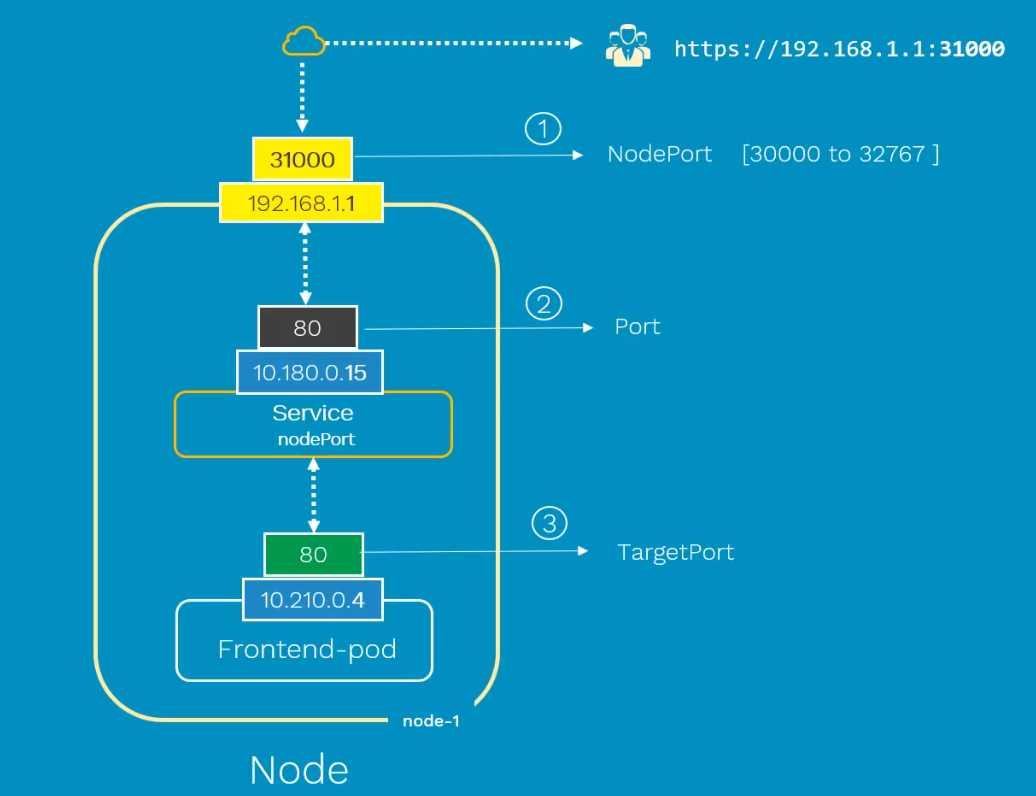 https://192.168.1.1:31000
1
31000
NodePort [30000 to 32767 ]
192.168.1.1
2
80
Port
10.180.0.15
Service
nodePort
3
80
TargetPort
10.210.0.4
Frontend-pod
node-1
Node